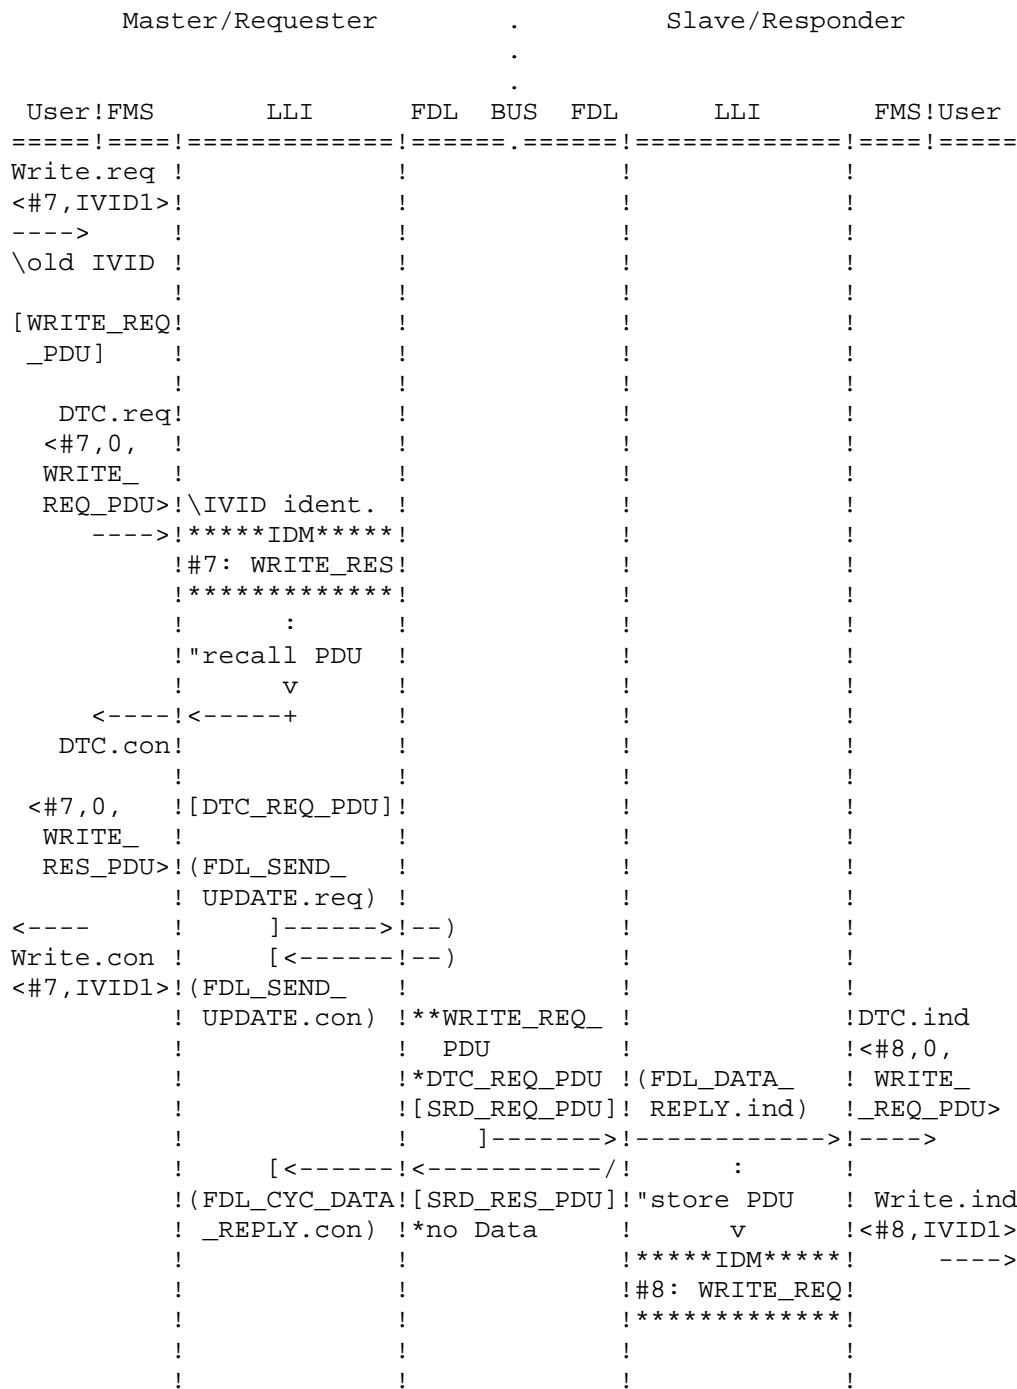 Master/Requester         .          Slave/Responder
                                 .
                                 .
 User!FMS       LLI      FDL  BUS  FDL      LLI         FMS!User
=====!====!=============!======.======!=============!====!=====
Write.req !             !              !             !
<#7,IVID1>!             !              !             !
---->     !             !              !             !
\old IVID !             !              !             !
          !             !              !             !
[WRITE_REQ!             !              !             !
 _PDU]    !             !              !             !
          !             !              !             !
   DTC.req!             !              !             !
  <#7,0,  !             !              !             !
  WRITE_  !             !              !             !
  REQ_PDU>!\IVID ident. !              !             !
     ---->!*****IDM*****!              !             !
          !#7: WRITE_RES!              !             !
          !*************!              !             !
          !      :      !              !             !
          !"recall PDU  !              !             !
          !      v      !              !             !
     <----!<-----+      !              !             !
   DTC.con!             !              !             !
          !             !              !             !
 <#7,0,   ![DTC_REQ_PDU]!              !             !
  WRITE_  !             !              !             !
  RES_PDU>!(FDL_SEND_   !              !             !
          ! UPDATE.req) !              !             !
<----     !     ]------>!--)           !             !
Write.con !     [<------!--)           !             !
<#7,IVID1>!(FDL_SEND_   !              !             !
          ! UPDATE.con) !**WRITE_REQ_  !             !DTC.ind
          !             !  PDU         !             !<#8,0,
          !             !*DTC_REQ_PDU  !(FDL_DATA_   ! WRITE_
          !             ![SRD_REQ_PDU]! REPLY.ind)  !_REQ_PDU>
          !             !    ]------->!------------>!---->
          !     [<------!<-----------/!      :      !
          !(FDL_CYC_DATA![SRD_RES_PDU]!"store PDU   ! Write.ind
          ! _REPLY.con) !*no Data      !      v      !<#8,IVID1>
          !             !              !*****IDM*****!     ---->
          !             !              !#8: WRITE_REQ!
          !             !              !*************!
          !             !              !             !
          !             !              !             !